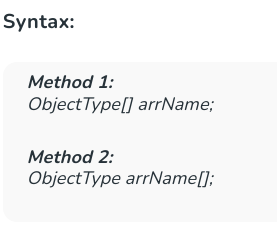 Syntax:
Method 1:
ObjectType[] arrName;
Method 2:
ObjectType arrName[];